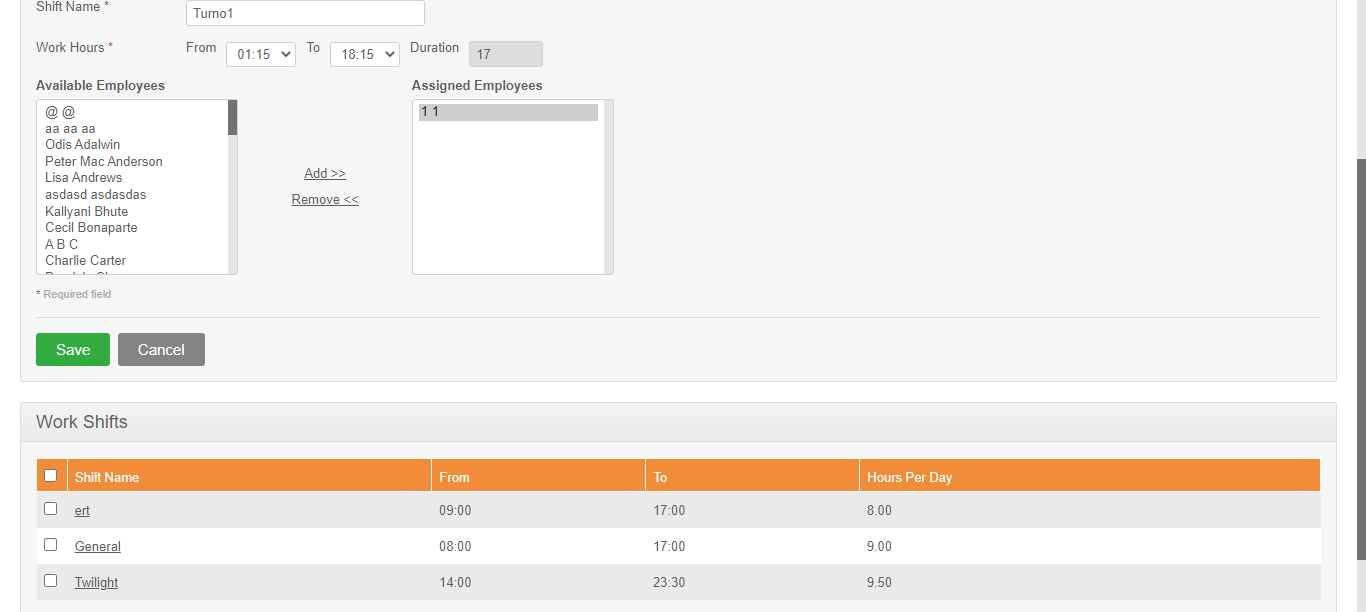 Shift Name *
Turno1
Work Hours *
From
01:15
To
18:15
Duration
17
Available Employees
Assigned Employees
@ @
aa aa aa
Odis Adalwin
Peter Mac Anderson
Lisa Andrews
asdasd asdasdas
Kallyani Bhute
Cecil Bonaparte
A B C
Charlie Carter
Add >>
Remove <<
1 1
* Required field
Save
Cancel
Work Shifts
Shift Name From To Hours Per Day
ert 09:00 17:00 8.00
General 08:00 17:00 9.00
Twilight 14:00 23:30 9.50